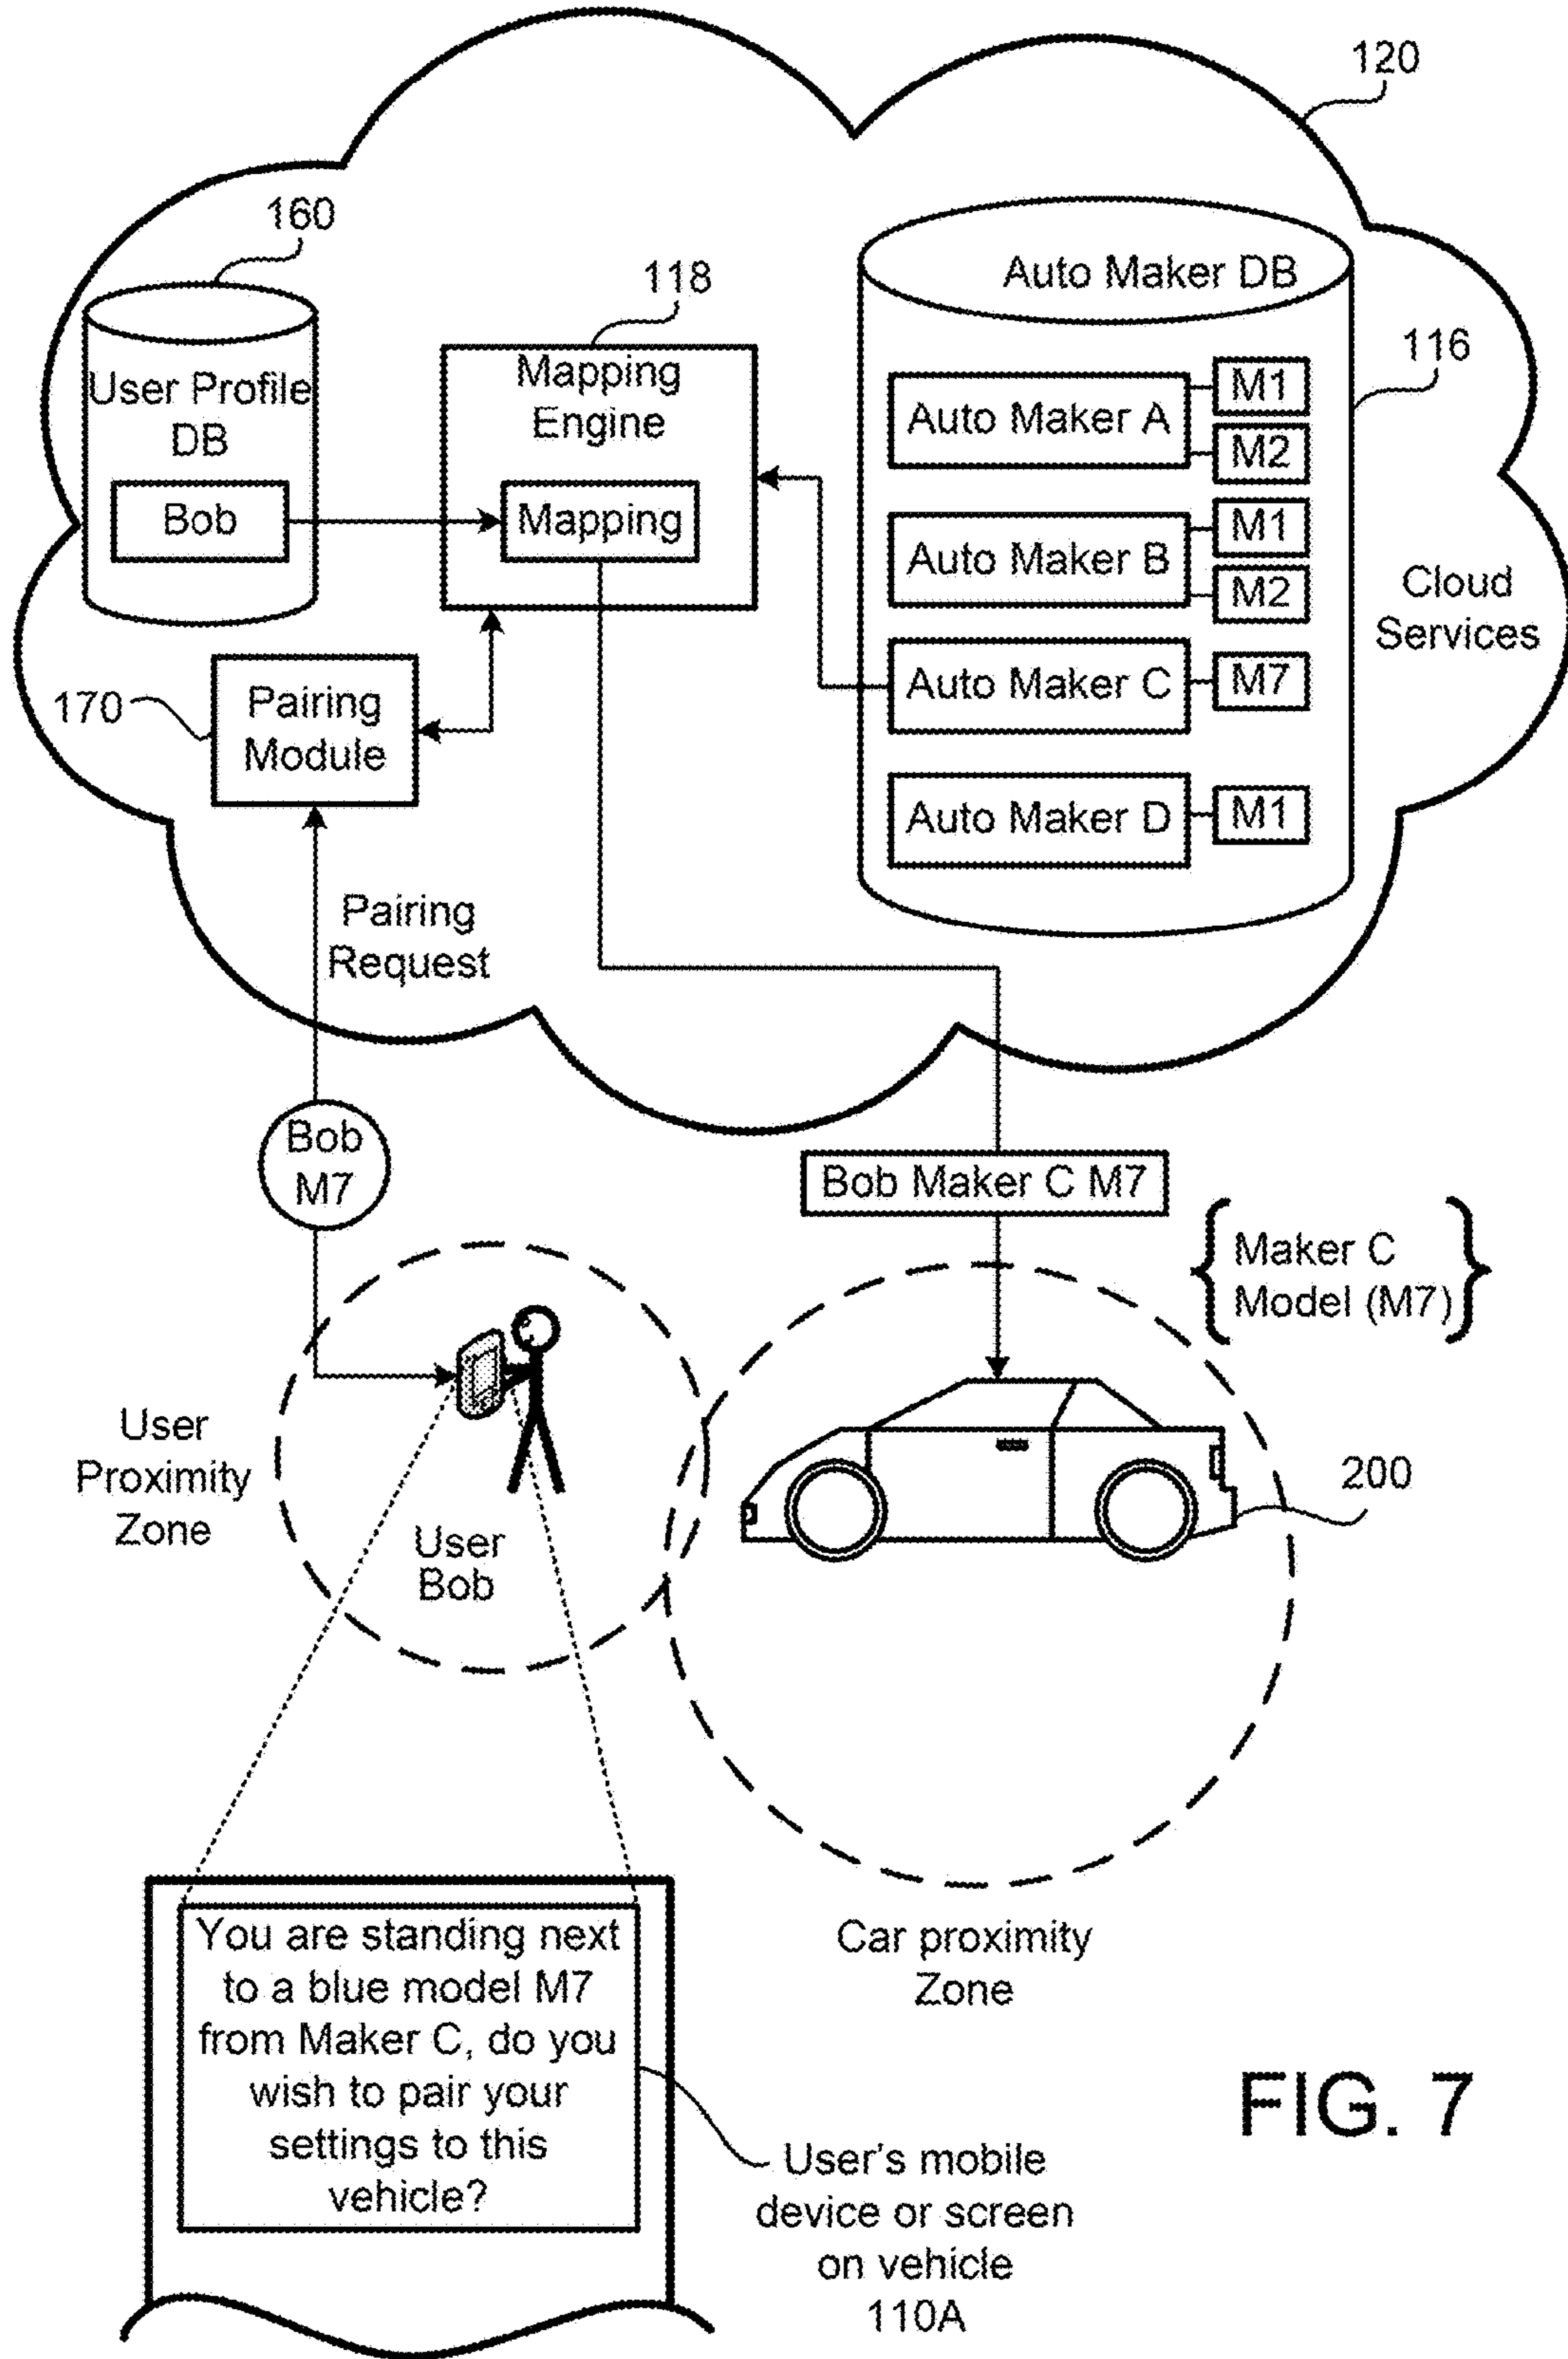 120
160
118
Auto Maker DB
116
User Profile
DB
Bob
Mapping
Engine
Mapping
Auto Maker A
M1
M2
Auto Maker B
M1
M2
Auto Maker C
M7
Auto Maker D
M1
Cloud
Services
170
Pairing
Module
Pairing
Request
Bob
M7
Bob Maker C M7
Maker C
Model (M7)
User
Proximity
Zone
User
Bob
200
Car proximity
Zone
You are standing next
to a blue model M7
from Maker C, do you
wish to pair your
settings to this
vehicle?
User's mobile
device or screen
on vehicle
110A
FIG. 7